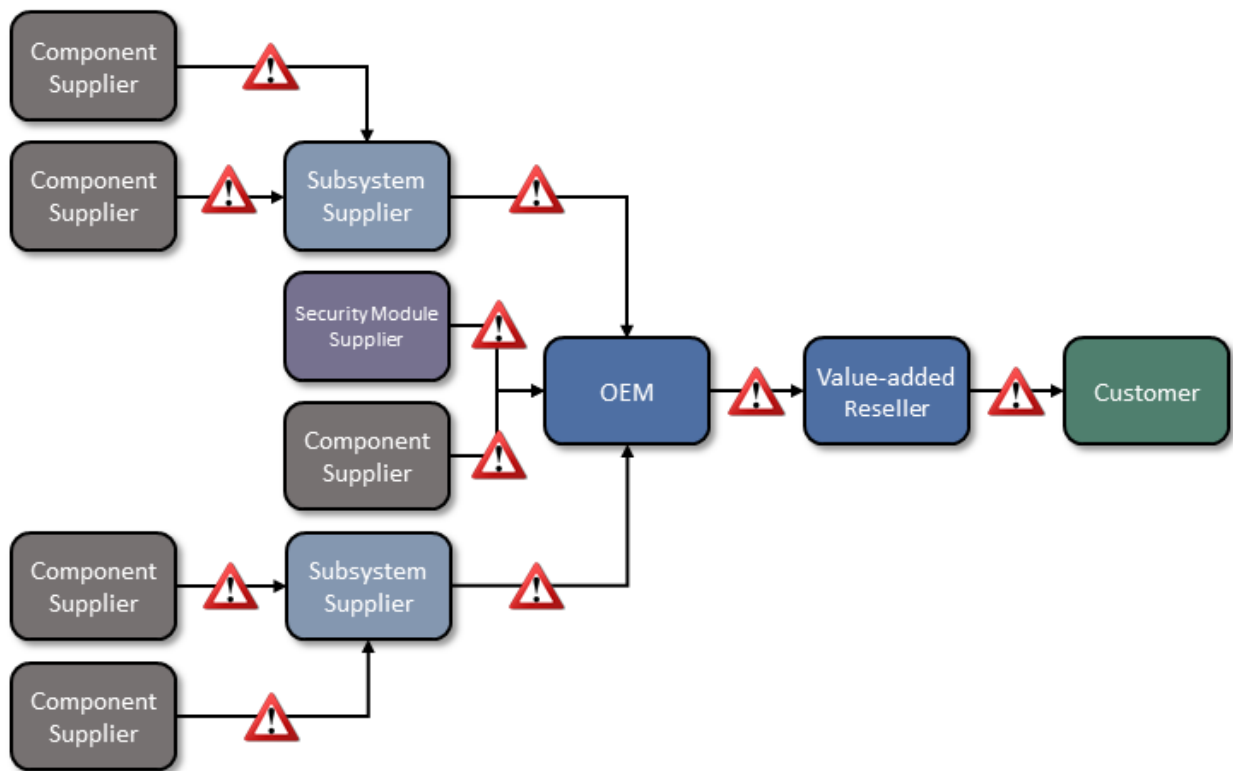 Component
Supplier
Component
Supplier
Subsystem
Supplier
Security Module
Supplier
OEM
Value-added
Reseller
Customer
Component
Supplier
Component
Supplier
Subsystem
Supplier
Component
Supplier